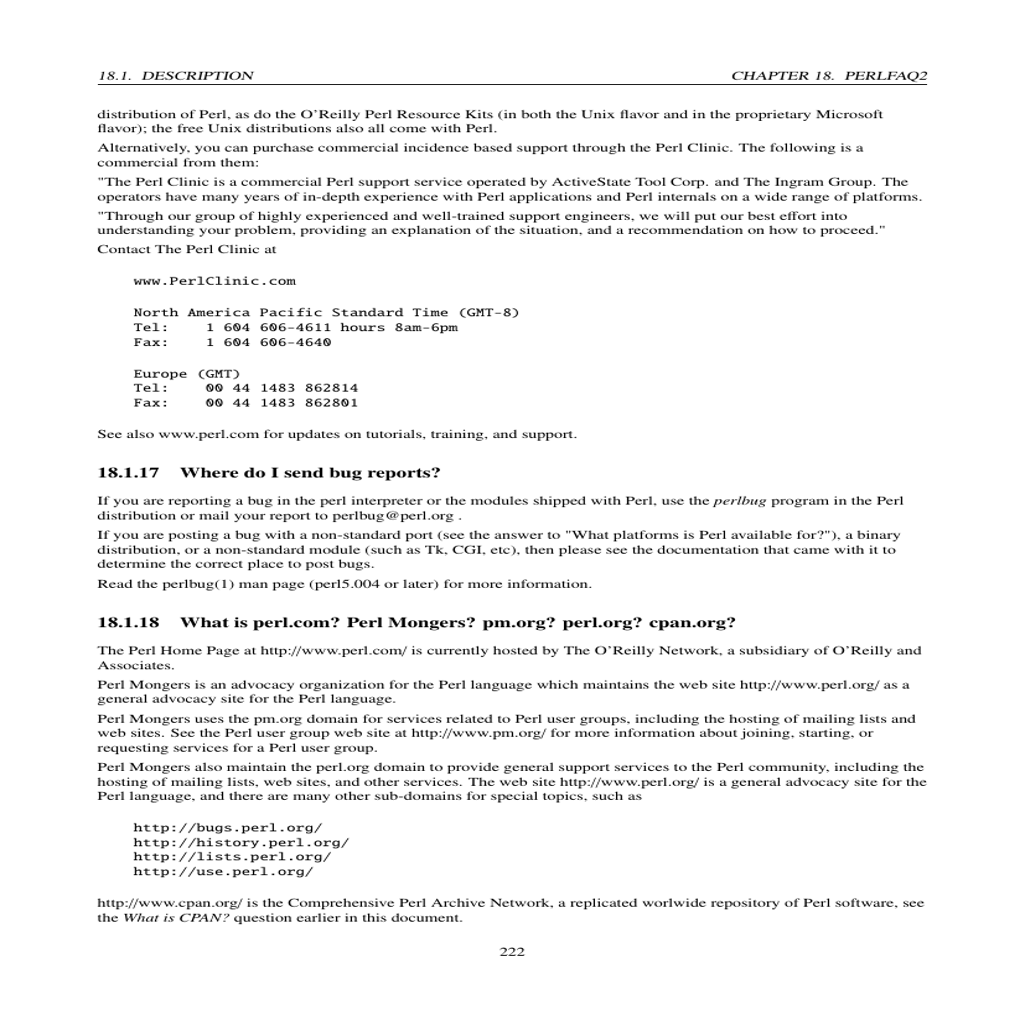 18.1. DESCRIPTION CHAPTER 18. PERLFAQ2
distribution of Perl, as do the O'Reilly Perl Resource Kits (in both the Unix flavor and in the proprietary Microsoft
flavor); the free Unix distributions also all come with Perl.
Alternatively, you can purchase commercial incidence based support through the Perl Clinic. The following is a
commercial from them:
"The Perl Clinic is a commercial Perl support service operated by ActiveState Tool Corp. and The Ingram Group. The
operators have many years of in-depth experience with Perl applications and Perl internals on a wide range of platforms.
"Through our group of highly experienced and well-trained support engineers, we will put our best effort into
understanding your problem, providing an explanation of the situation, and a recommendation on how to proceed."
Contact The Perl Clinic at
www.PerlClinic.com
North America Pacific Standard Time (GMT-8)
Tel: 1 604 606-4611 hours 8am-6pm
Fax: 1 604 606-4640
Europe (GMT)
Tel: 00 44 1483 862814
Fax: 00 44 1483 862801
See also www.perl.com for updates on tutorials, training, and support.
18.1.17 Where do I send bug reports?
If you are reporting a bug in the perl interpreter or the modules shipped with Perl, use the perlbug program in the Perl
distribution or mail your report to perlbug@perl.org .
If you are posting a bug with a non-standard port (see the answer to "What platforms is Perl available for?"), a binary
distribution, or a non-standard module (such as Tk, CGI, etc), then please see the documentation that came with it to
determine the correct place to post bugs.
Read the perlbug(1) man page (perl5.004 or later) for more information.
18.1.18 What is perl.com? Perl Mongers? pm.org? perl.org? cpan.org?
The Perl Home Page at http://www.perl.com/ is currently hosted by The O'Reilly Network, a subsidiary of O'Reilly and
Associates.
Perl Mongers is an advocacy organization for the Perl language which maintains the web site http://www.perl.org/ as a
general advocacy site for the Perl language.
Perl Mongers uses the pm.org domain for services related to Perl user groups, including the hosting of mailing lists and
web sites. See the Perl user group web site at http://www.pm.org/ for more information about joining, starting, or
requesting services for a Perl user group.
Perl Mongers also maintain the perl.org domain to provide general support services to the Perl community, including the
hosting of mailing lists, web sites, and other services. The web site http://www.perl.org/ is a general advocacy site for the
Perl language, and there are many other sub-domains for special topics, such as
http://bugs.perl.org/
http://history.perl.org/
http://lists.perl.org/
http://use.perl.org/
http://www.cpan.org/ is the Comprehensive Perl Archive Network, a replicated worlwide repository of Perl software, see
the What is CPAN? question earlier in this document.
222